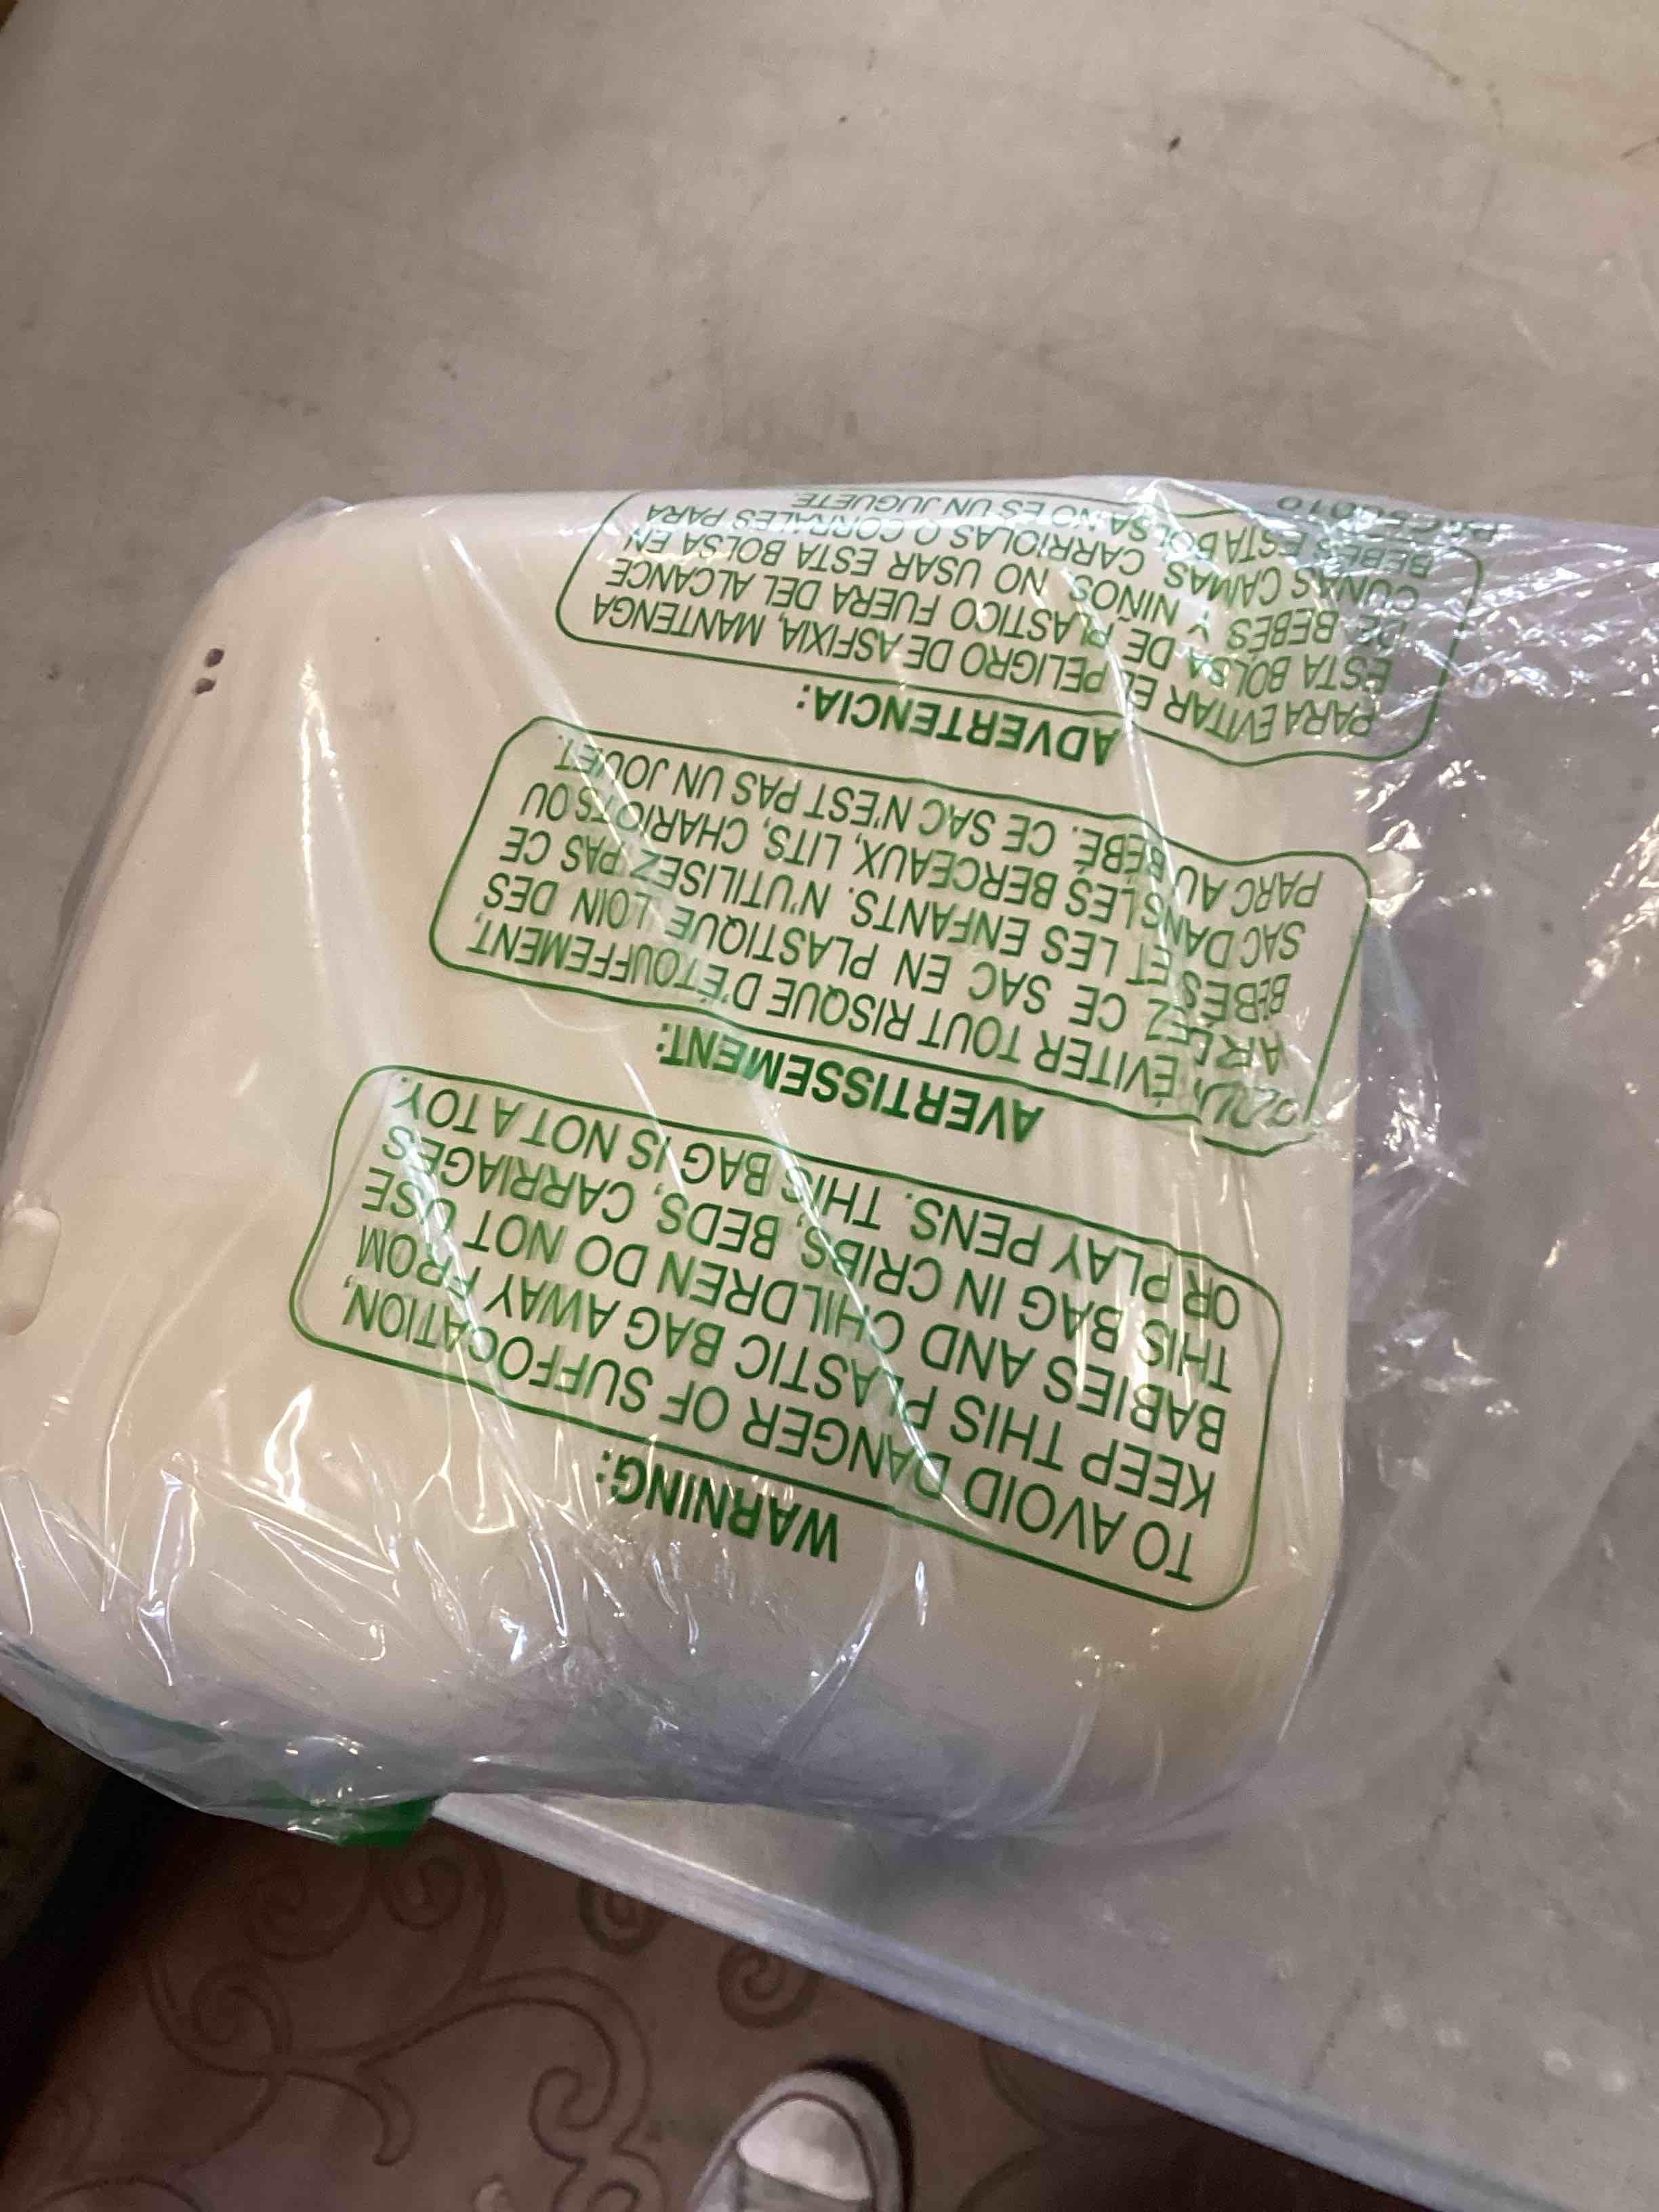 WARNING:
TO AVOID DANGER OF SUFFOCATION,
KEEP THIS PLASTIC BAG AWAY FROM
BABIES AND CHILDREN DO NOT USE
THIS BAG IN CRIBS, BEDS, CARRIAGES
OR PLAY PENS. THIS BAG IS NOT A TOY.
AVERTISSEMENT:
ÉVITER TOUT RISQUE D'ÉTOUFFEMENT,
CE SAC EN PLASTIQUE LOIN DES
BÉBÉS ET LES ENFANTS. N'UTILISEZ PAS CE
SAC DANS LES BERCEAUX, LITS, CHARIOTS OU
PARC AU BÉBÉ. CE SAC N'EST PAS UN JOUET.
ADVERTENCIA:
PARA EVITAR EL PELIGRO DE ASFIXIA, MANTENGA
ESTA BOLSA DE PLASTICO FUERA DEL ALCANCE
DE BEBES Y NIÑOS NO USAR ESTA BOLSA EN
CUNAS CAMAS CARRIOLAS O CORRALES PARA
BEBES ESTA BOLSA NO ES UN JUGUETE